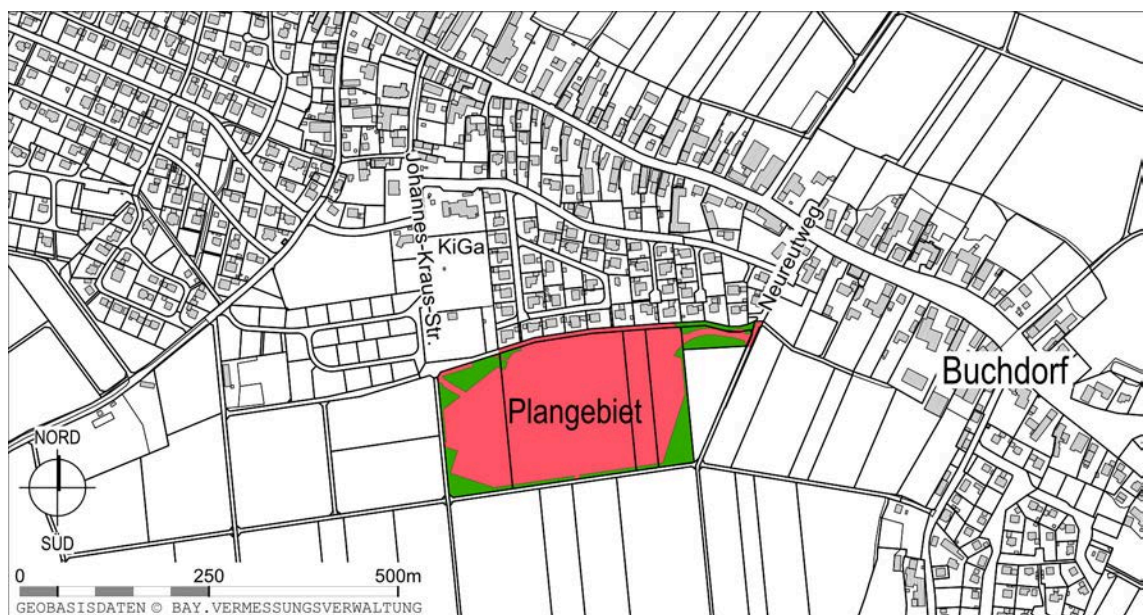 Johannes-Kraus-Str.
KiGa
Neureutweg
Buchdorf
Plangebiet
NORD
SÜD
0 250 500m
GEOBASISDATEN © BAY.VERMESSUNGSVERWALTUNG